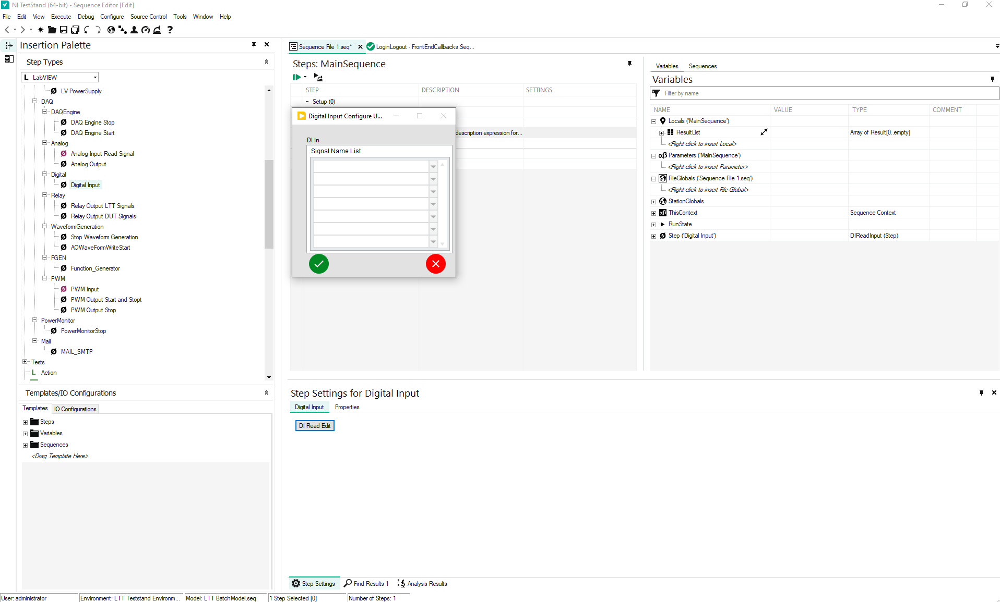 NI TestStand (64-bit) - Sequence Editor [Edit]
File Edit View Execute Debug Configure Source Control Tools Window Help
Insertion Palette
Step Types
L LabVIEW
LV PowerSupply
DAQ
DAQEngine
DAQ Engine Stop
DAQ Engine Start
Analog
Analog Input Read Signal
Analog Output
Digital
Digital Input
Relay
Relay Output LTT Signals
Relay Output DUT Signals
WaveformGeneration
Stop Waveform Generation
AOWaveFormWriteStart
FGEN
Function_Generator
PWM
PWM Input
PWM Output Start and Stopt
PWM Output Stop
PowerMonitor
PowerMonitorStop
Mail
MAIL_SMTP
Tests
L Action
Templates/IO Configurations
Templates IO Configurations
Steps
Variables
Sequences
<Drag Template Here>
Sequence File 1.seq* LoginLogout - FrontEndCallbacks.Seq...
Steps: MainSequence
STEP DESCRIPTION SETTINGS
Setup (0)
description expression for...
Digital Input Configure U...
DI In
Signal Name List
Variables Sequences
Variables
Filter by name
NAME VALUE TYPE COMMENT
Locals ('MainSequence')
ResultList Array of Result[0..empty]
<Right click to insert Local>
αβ Parameters ('MainSequence')
<Right click to insert Parameter>
FileGlobals ('Sequence File 1.seq')
<Right click to insert File Global>
StationGlobals
αβ ThisContext Sequence Context
RunState
Step ('Digital Input') DIReadInput (Step)
Step Settings for Digital Input
Digital Input Properties
DI Read Edit
Step Settings Find Results 1 Analysis Results
User: administrator Environment: LTT Teststand Environm... Model: LTT BatchModel.seq 1 Step Selected [0] Number of Steps: 1